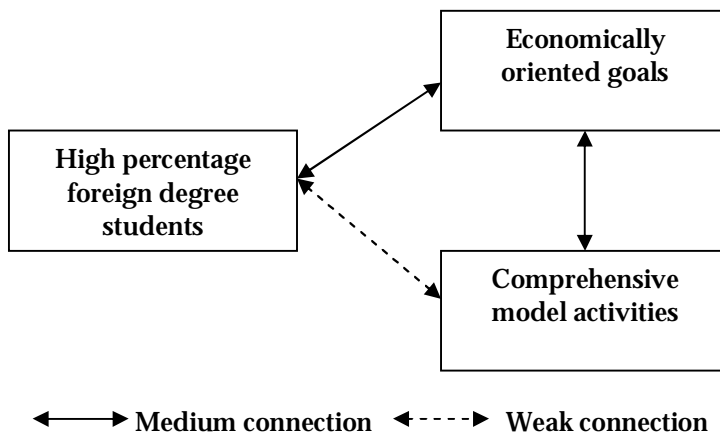 Economically
oriented goals
High percentage
foreign degree
students
Comprehensive
model activities
Medium connection Weak connection